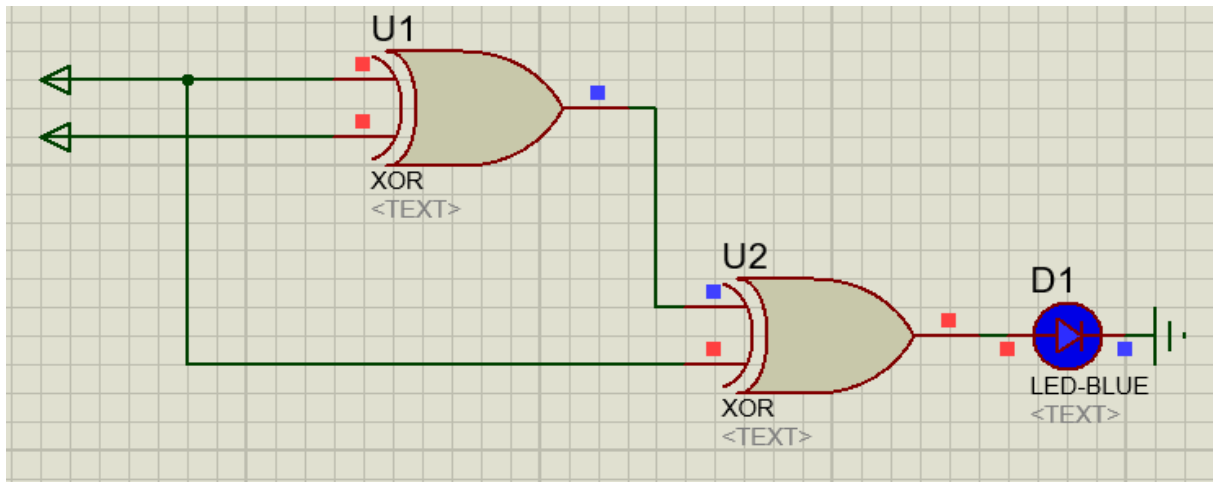 U1
XOR
<TEXT>
U2
XOR
<TEXT>
D1
LED-BLUE
<TEXT>